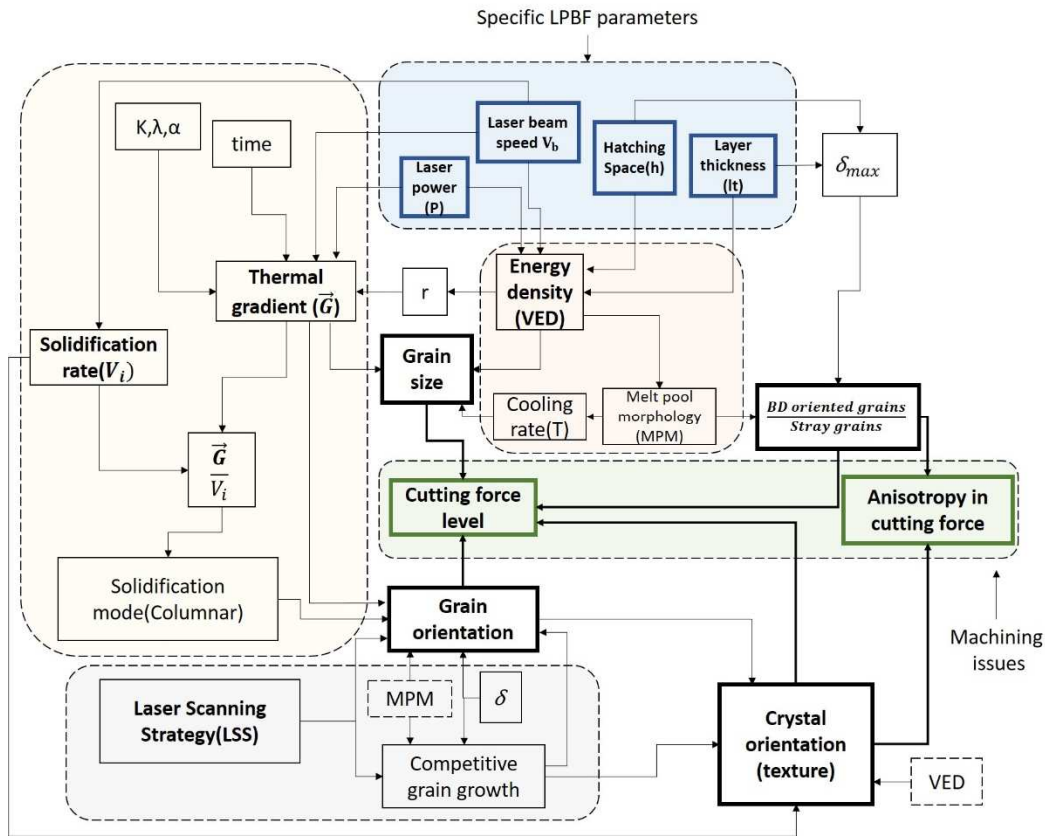 Specific LPBF parameters
K,λ,α
time
Laser beam
speed V_b
Laser
power
(P)
Hatching
Space(h)
Layer
thickness
(lt)
δ_max
Thermal
gradient (G⃗)
r
Energy
density
(VED)
Solidification
rate(V_i)
Grain
size
Cooling
rate(T)
Melt pool
morphology
(MPM)
BD oriented grains
Stray grains
G⃗
V_i
Cutting force
level
Anisotropy in
cutting force
Solidification
mode(Columnar)
Grain
orientation
Machining
issues
Laser Scanning
Strategy(LSS)
MPM
δ
Competitive
grain growth
Crystal
orientation
(texture)
VED